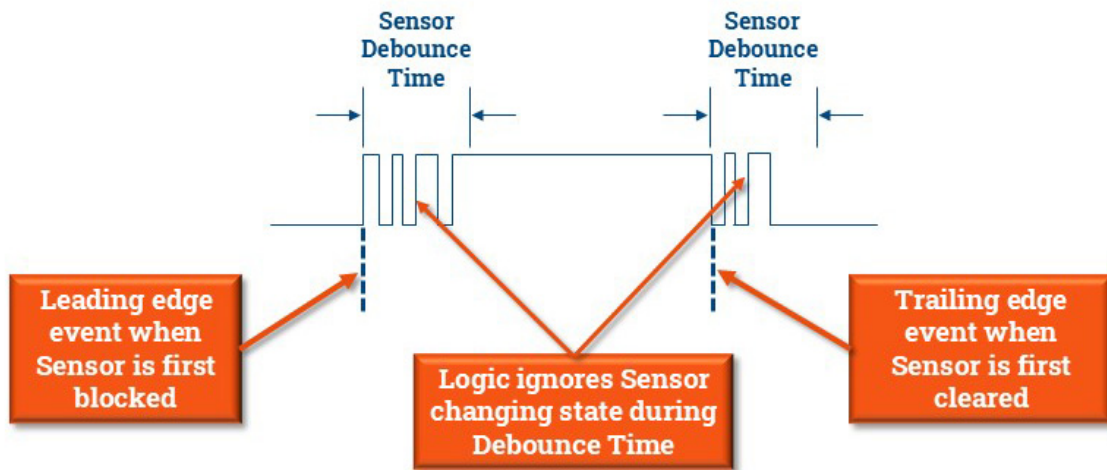 Sensor
Debounce
Time
Sensor
Debounce
Time
Leading edge
event when
Sensor is first
blocked
Logic ignores Sensor
changing state during
Debounce Time
Trailing edge
event when
Sensor is first
cleared